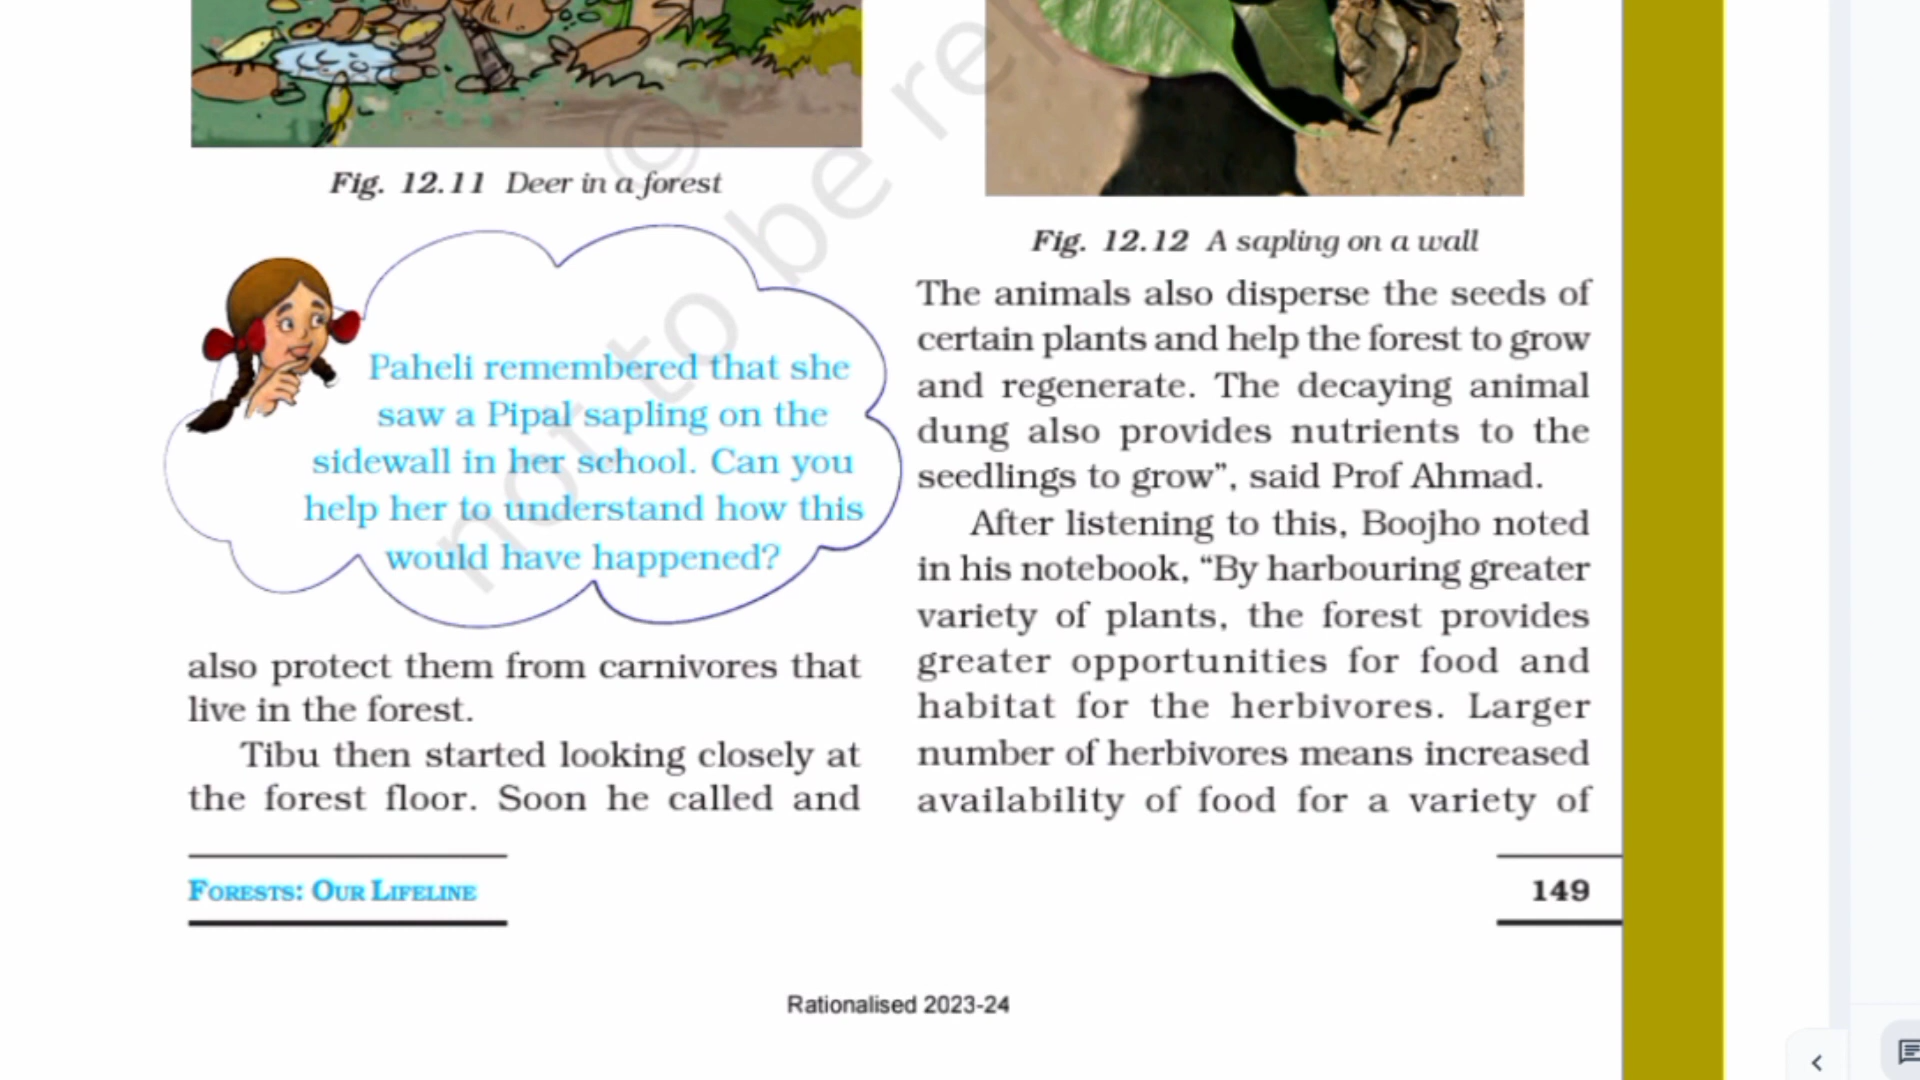 Fig. 12.11 Deer in a forest
Paheli remembered that she
saw a Pipal sapling on the
sidewall in her school. Can you
help her to understand how this
would have happened?
also protect them from carnivores that
live in the forest.
Tibu then started looking closely at
the forest floor. Soon he called and
Fig. 12.12 A sapling on a wall
The animals also disperse the seeds of
certain plants and help the forest to grow
and regenerate. The decaying animal
dung also provides nutrients to the
seedlings to grow”, said Prof Ahmad.
After listening to this, Boojho noted
in his notebook, “By harbouring greater
variety of plants, the forest provides
greater opportunities for food and
habitat for the herbivores. Larger
number of herbivores means increased
availability of food for a variety of
FORESTS: OUR LIFELINE
149
Rationalised 2023-24
© not to be